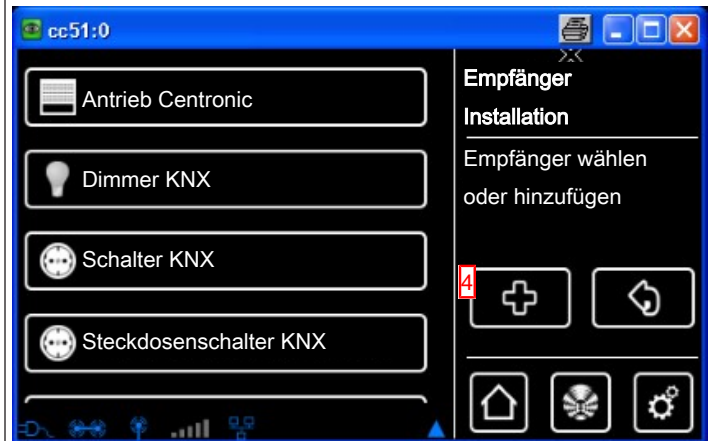 cc51:0
Antrieb Centronic
Dimmer KNX
Schalter KNX
Steckdosenschalter KNX
Empfänger
Installation
Empfänger wählen
oder hinzufügen
4